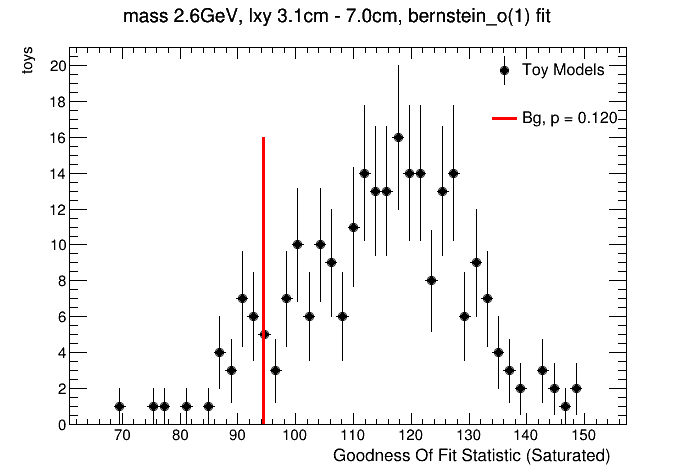 mass 2.6GeV, lxy 3.1cm - 7.0cm, bernstein_o(1) fit
toys
20
18
16
14
12
10
8
6
4
2
0
Toy Models
Bg, p = 0.120
70 80 90 100 110 120 130 140 150
Goodness Of Fit Statistic (Saturated)